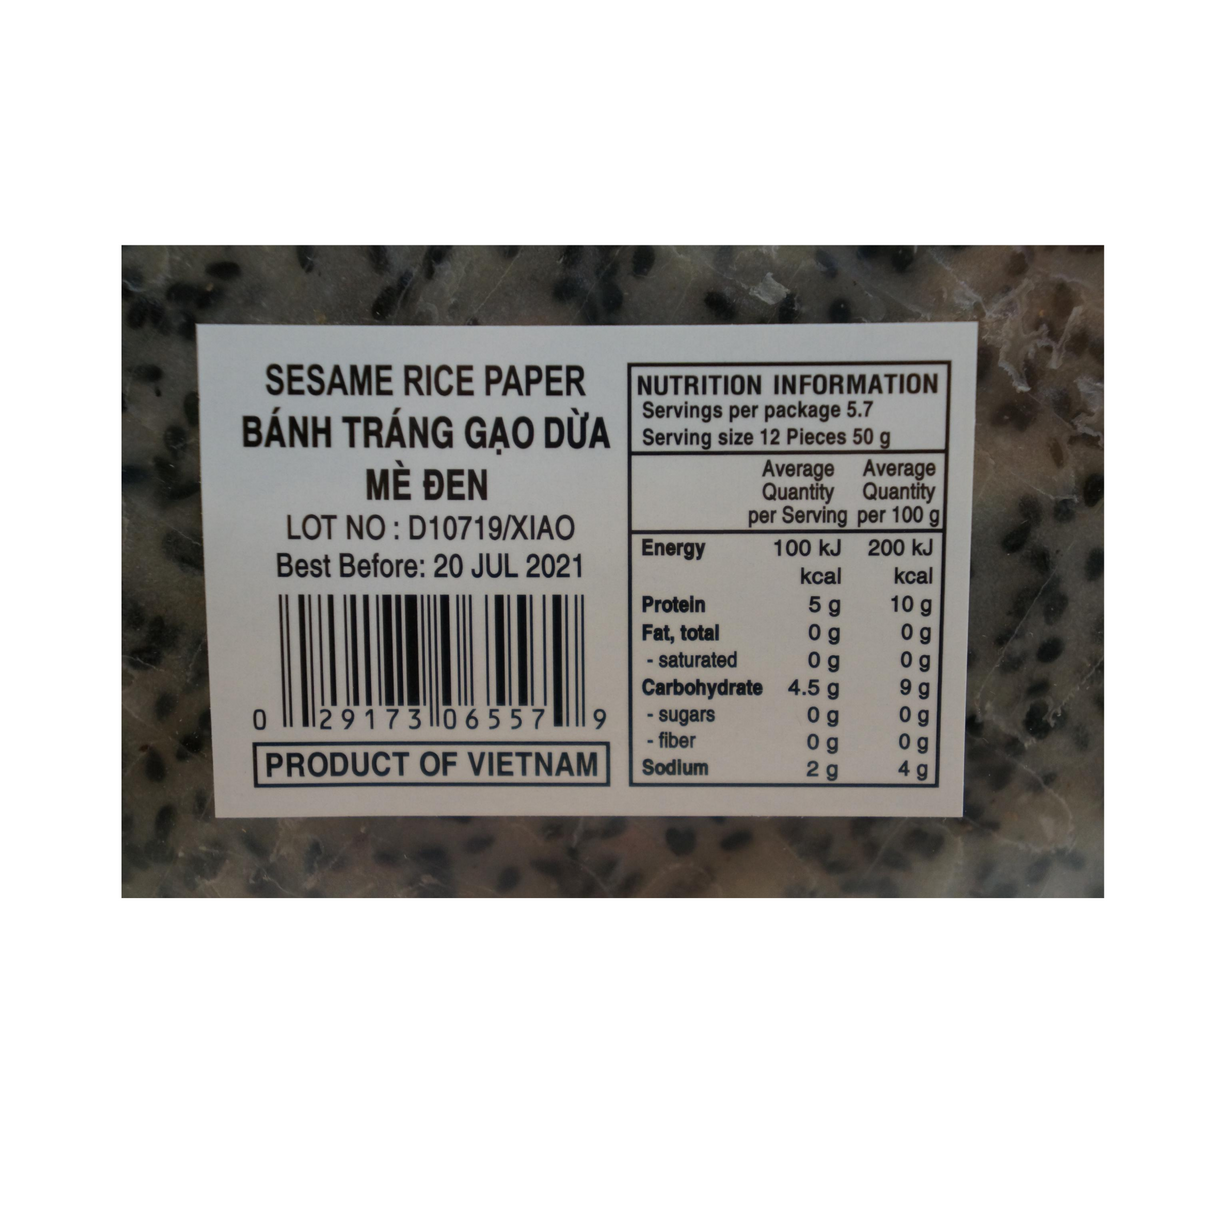 SESAME RICE PAPER
BÁNH TRÁNG GẠO DỪA
MÈ ĐEN
LOT NO : D10719/XIAO
Best Before: 20 JUL 2021
0 29173 06557 9
PRODUCT OF VIETNAM
NUTRITION INFORMATION
Servings per package 5.7
Serving size 12 Pieces 50 g
Average Average
Quantity Quantity
per Serving per 100 g
Energy 100 kJ 200 kJ
kcal kcal
Protein 5 g 10 g
Fat, total 0 g 0 g
- saturated 0 g 0 g
Carbohydrate 4.5 g 9 g
- sugars 0 g 0 g
- fiber 0 g 0 g
Sodium 2 g 4 g